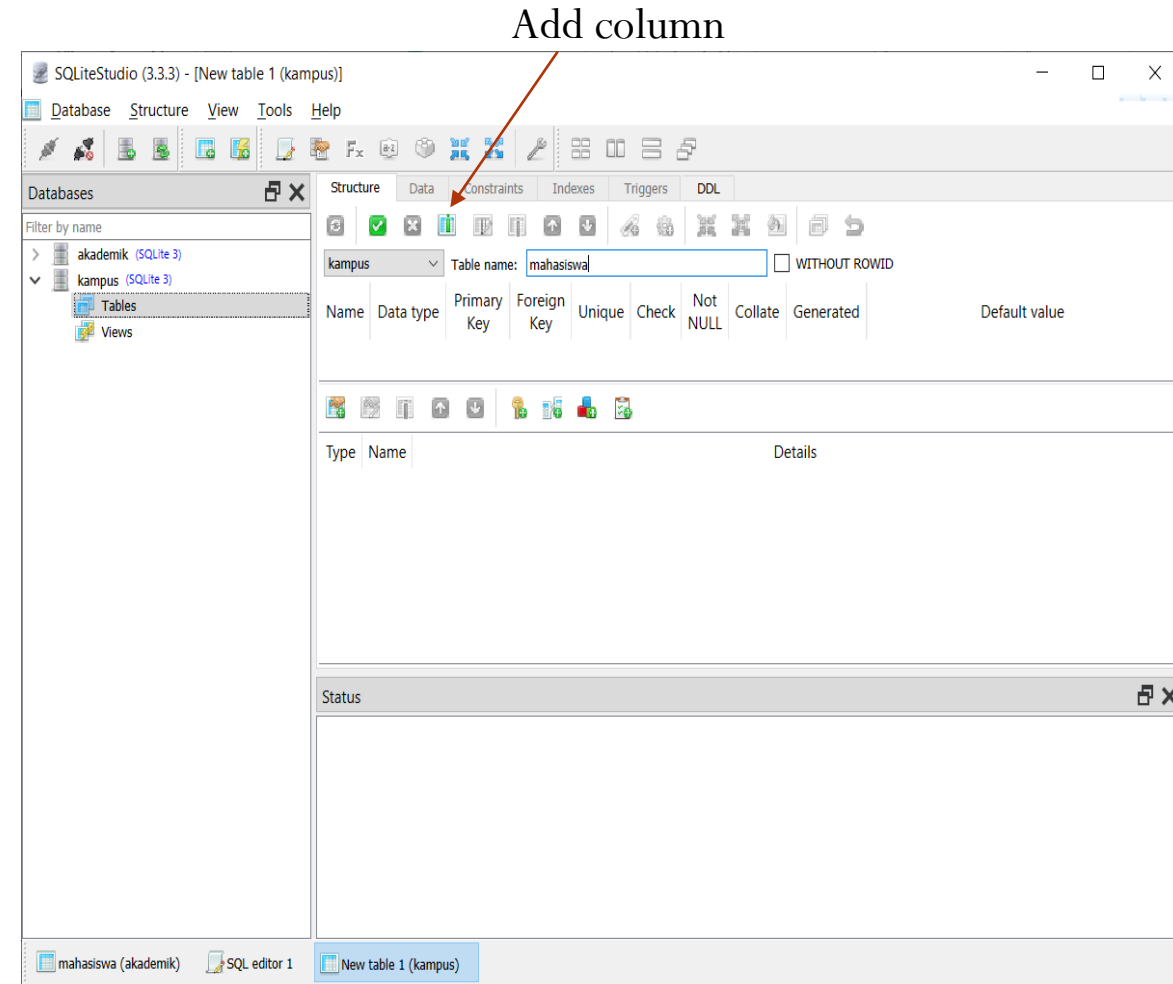 Add column
SQLiteStudio (3.3.3) - [New table 1 (kampus)]
Database Structure View Tools Help
Databases
Filter by name
akademik (SQLite 3)
kampus (SQLite 3)
Tables
Views
Structure Data Constraints Indexes Triggers DDL
kampus Table name: mahasiswa WITHOUT ROWID
Name Data type Primary Key Foreign Key Unique Check Not NULL Collate Generated Default value
Type Name Details
Status
mahasiswa (akademik) SQL editor 1 New table 1 (kampus)